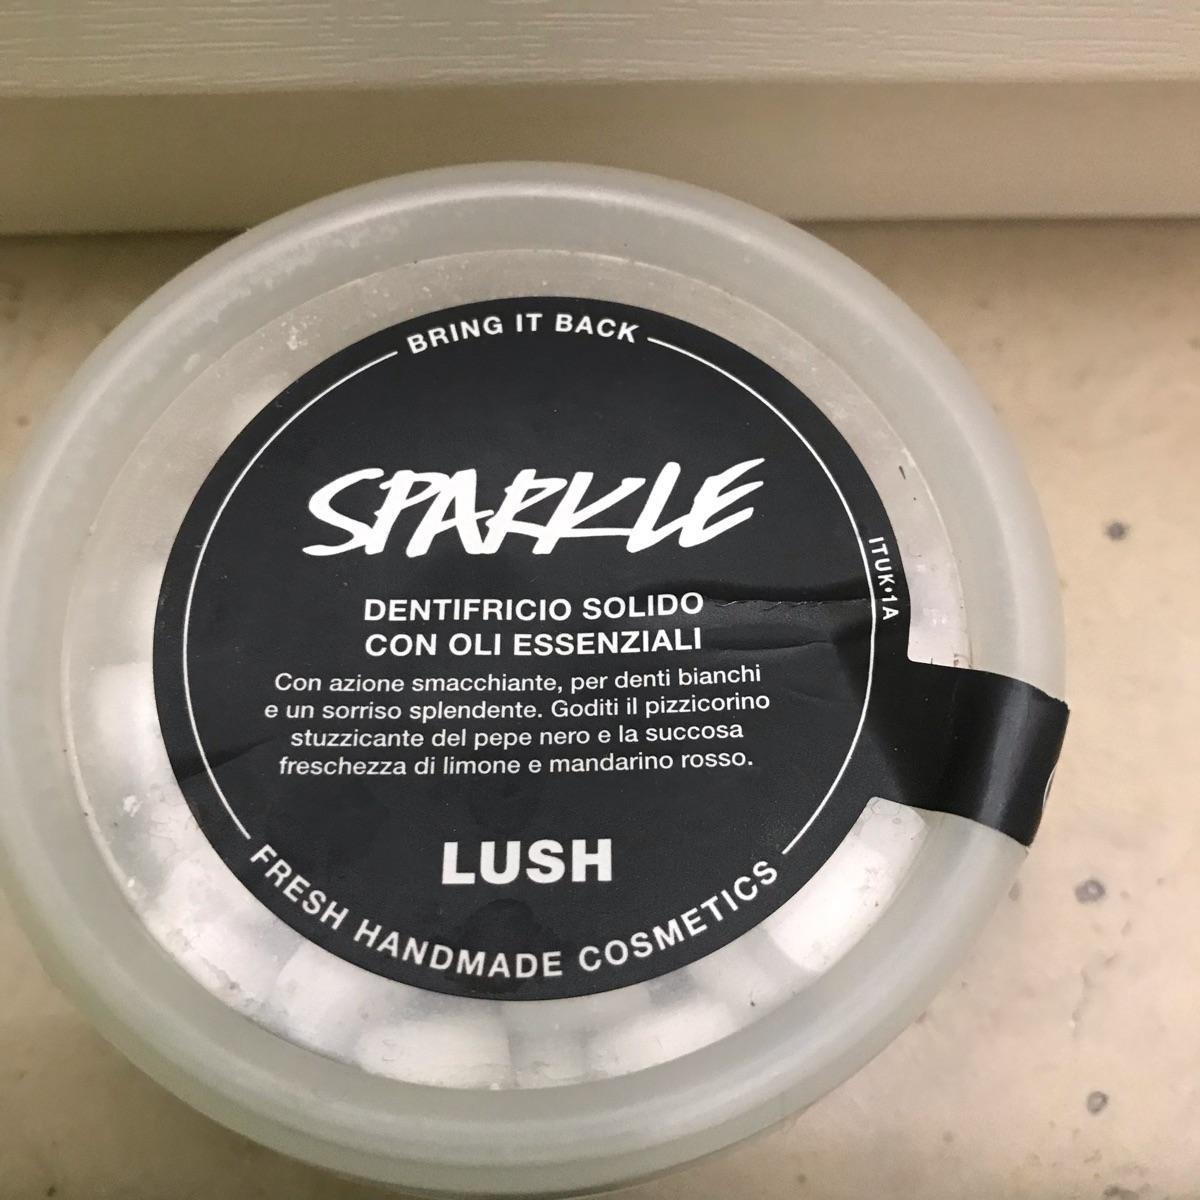 BRING IT BACK
SPARKLE
ITUK•1A
DENTIFRICIO SOLIDO
CON OLI ESSENZIALI
Con azione smacchiante, per denti bianchi
e un sorriso splendente. Goditi il pizzicorino
stuzzicante del pepe nero e la succosa
freschezza di limone e mandarino rosso.
LUSH
FRESH HANDMADE COSMETICS